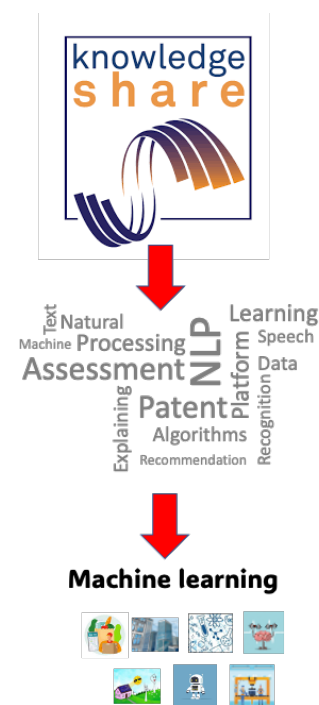 knowledge
share
Text
Natural
Machine
Processing
Assessment
NLP
Learning
Platform
Speech
Data
Recognition
Explaining
Patent
Algorithms
Recommendation
Machine learning